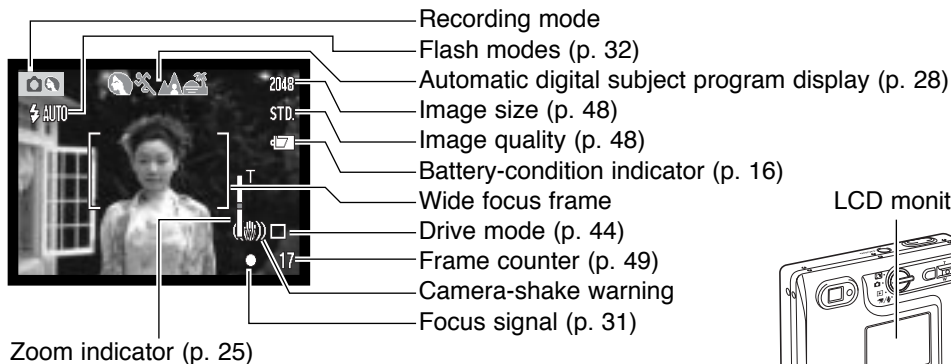 Recording mode
Flash modes (p. 32)
Automatic digital subject program display (p. 28)
2048
Image size (p. 48)
AUTO
STD.
Image quality (p. 48)
Battery-condition indicator (p. 16)
T
Wide focus frame
LCD monit
Drive mode (p. 44)
17
Frame counter (p. 49)
Camera-shake warning
Focus signal (p. 31)
Zoom indicator (p. 25)